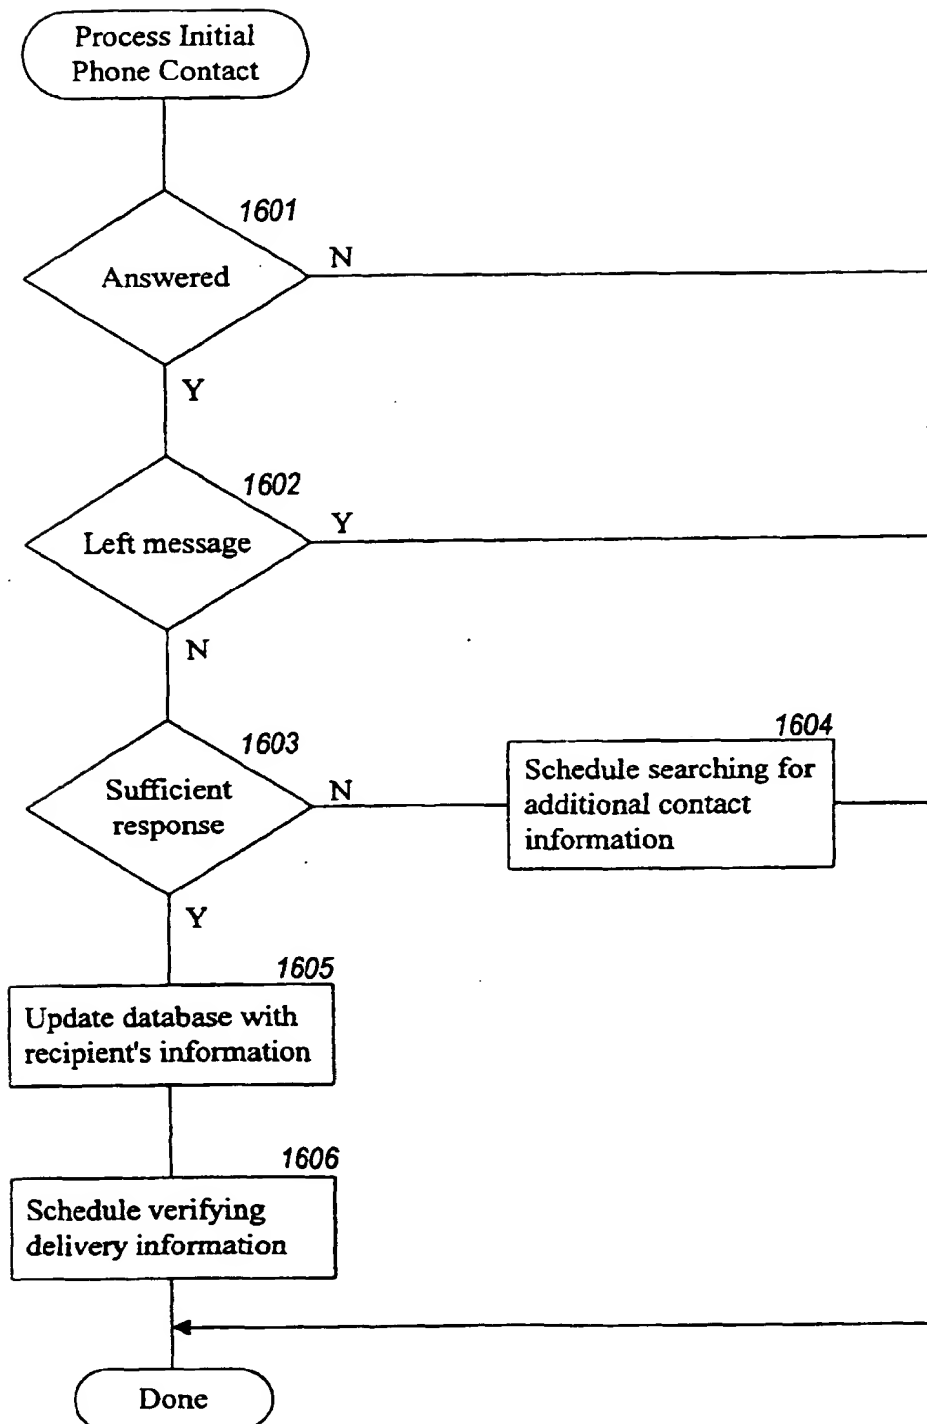 Process Initial
Phone Contact
1601
Answered
N
Y
1602
Left message
Y
N
1603
Sufficient
response
N
1604
Schedule searching for
additional contact
information
Y
1605
Update database with
recipient's information
1606
Schedule verifying
delivery information
Done